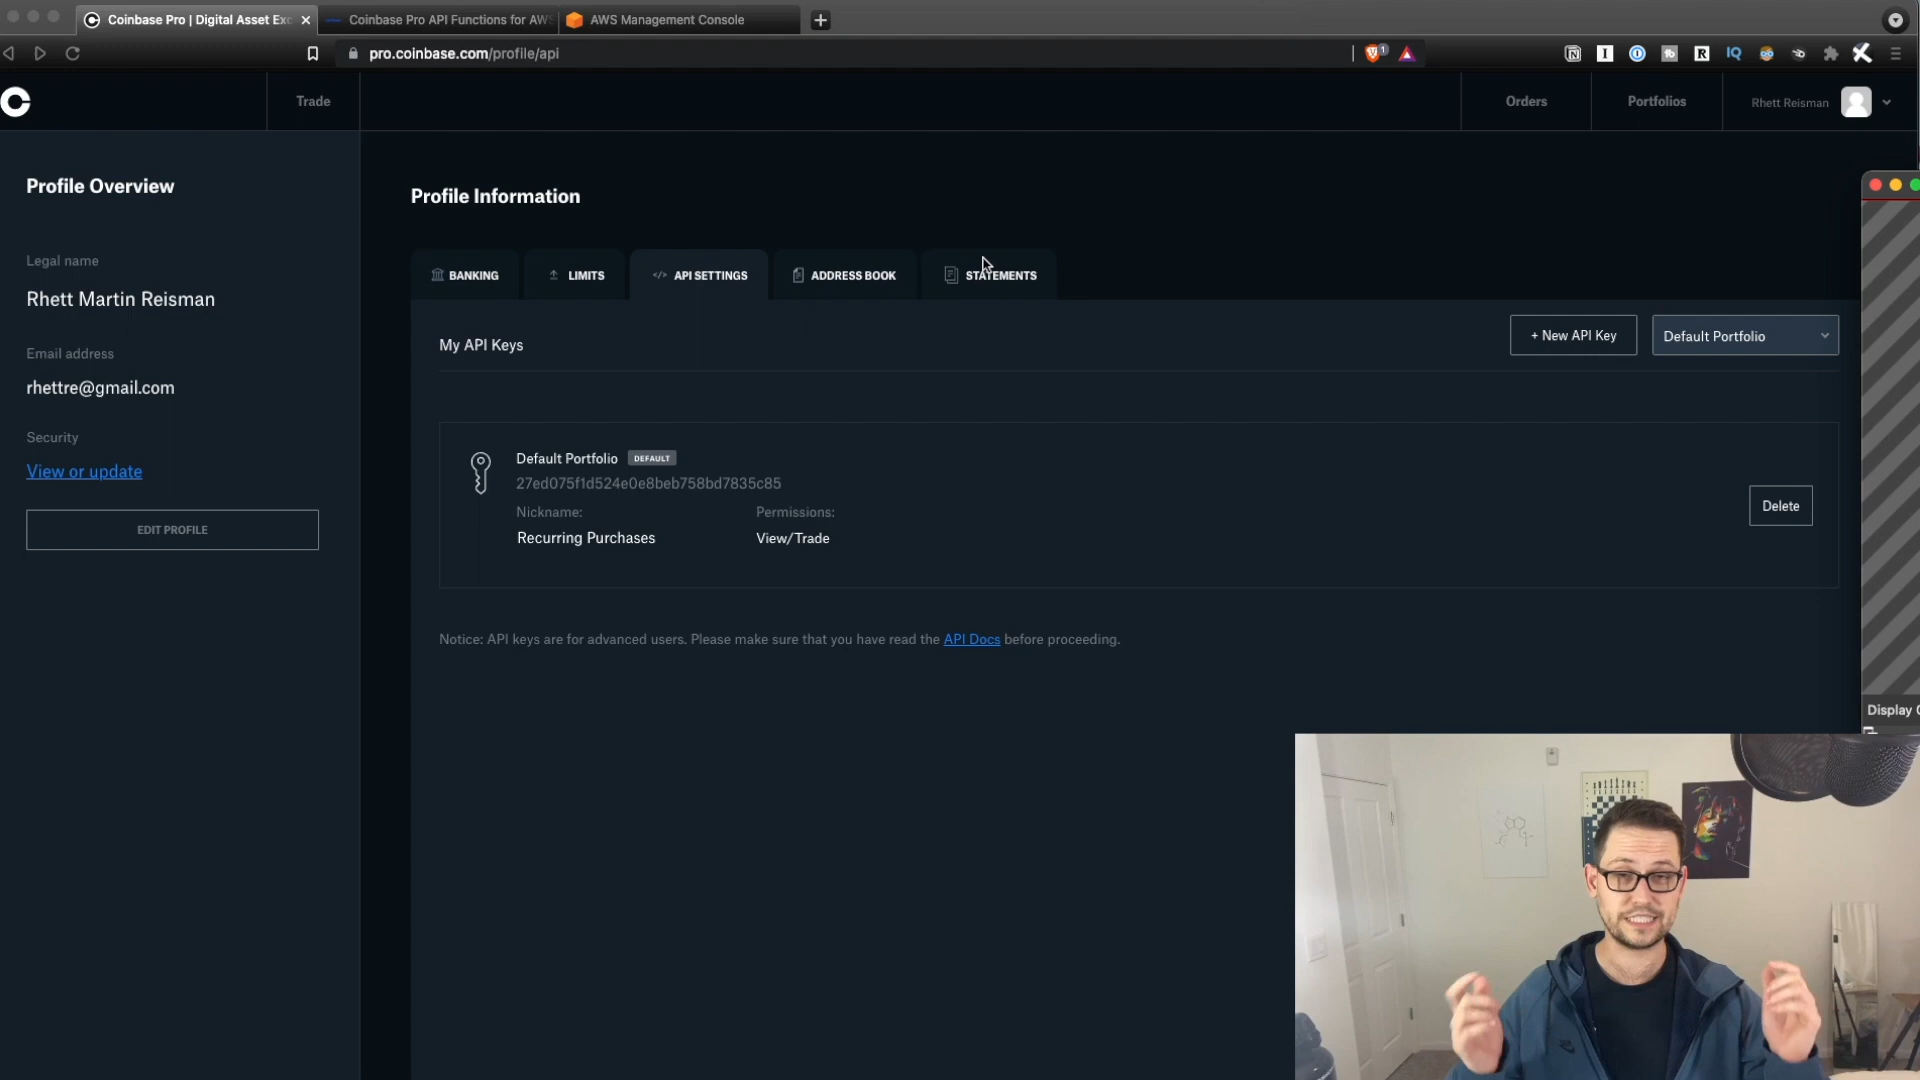 Coinbase Pro | Digital Asset Exc
Coinbase Pro API Functions for AWS
AWS Management Console
pro.coinbase.com/profile/api
1
Trade
Orders
Portfolios
Rhett Reisman
Profile Overview
Legal name
Rhett Martin Reisman
Email address
rhettre@gmail.com
Security
View or update
EDIT PROFILE
Profile Information
BANKING
LIMITS
API SETTINGS
ADDRESS BOOK
STATEMENTS
My API Keys
+ New API Key
Default Portfolio
Default Portfolio DEFAULT
27ed075f1d524e0e8beb758bd7835c85
Nickname:
Permissions:
Recurring Purchases
View/Trade
Delete
Notice: API keys are for advanced users. Please make sure that you have read the API Docs before proceeding.
Display